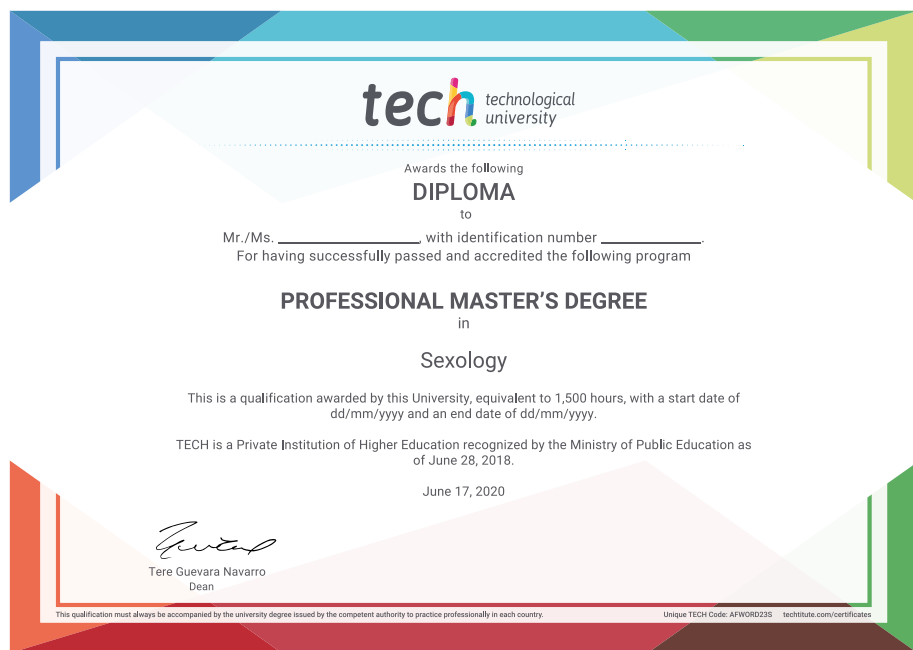 tech technological
university
Awards the following
DIPLOMA
to
Mr./Ms. ____________________, with identification number ______________.
For having successfully passed and accredited the following program
PROFESSIONAL MASTER'S DEGREE
in
Sexology
This is a qualification awarded by this University, equivalent to 1,500 hours, with a start date of
dd/mm/yyyy and an end date of dd/mm/yyyy.
TECH is a Private Institution of Higher Education recognized by the Ministry of Public Education as
of June 28, 2018.
June 17, 2020
Tere Guevara Navarro
Dean
This qualification must always be accompanied by the university degree issued by the competent authority to practice professionally in each country.
Unique TECH Code: AFWORD23S techtitute.com/certificates